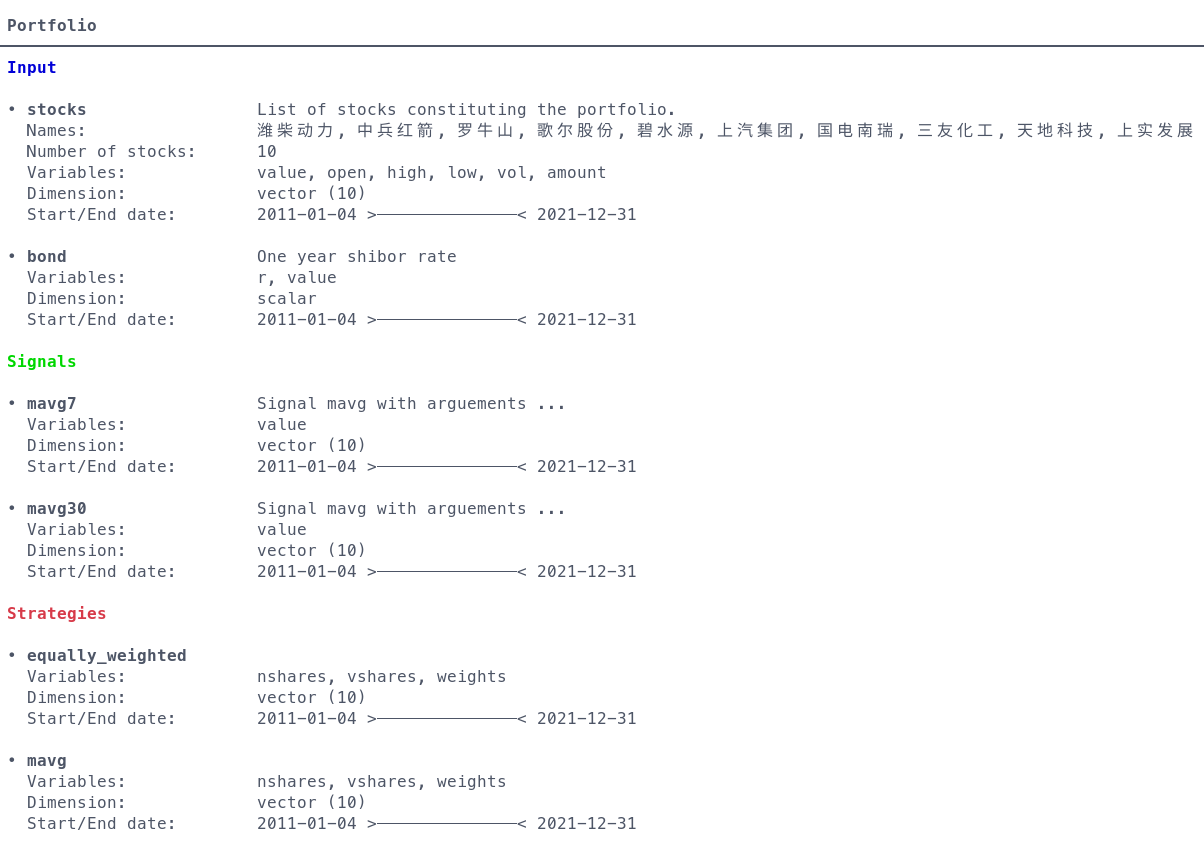 Portfolio
Input
• stocks List of stocks constituting the portfolio.
Names: 潍柴动力, 中兵红箭, 罗牛山, 歌尔股份, 碧水源, 上汽集团, 国电南瑞, 三友化工, 天地科技, 上实发展
Number of stocks: 10
Variables: value, open, high, low, vol, amount
Dimension: vector (10)
Start/End date: 2011-01-04 >──────────────< 2021-12-31
• bond One year shibor rate
Variables: r, value
Dimension: scalar
Start/End date: 2011-01-04 >──────────────< 2021-12-31
Signals
• mavg7 Signal mavg with arguements ...
Variables: value
Dimension: vector (10)
Start/End date: 2011-01-04 >──────────────< 2021-12-31
• mavg30 Signal mavg with arguements ...
Variables: value
Dimension: vector (10)
Start/End date: 2011-01-04 >──────────────< 2021-12-31
Strategies
• equally_weighted
Variables: nshares, vshares, weights
Dimension: vector (10)
Start/End date: 2011-01-04 >──────────────< 2021-12-31
• mavg
Variables: nshares, vshares, weights
Dimension: vector (10)
Start/End date: 2011-01-04 >──────────────< 2021-12-31